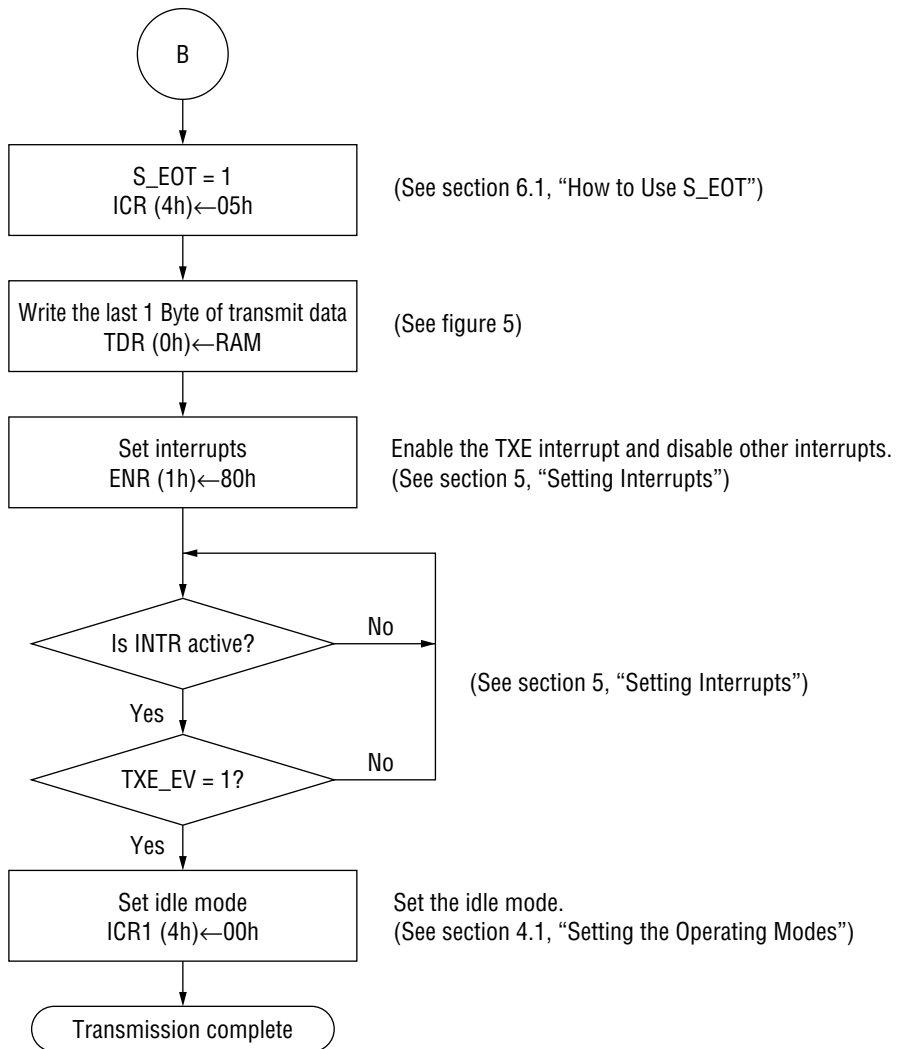 B
S_EOT = 1
ICR (4h)←05h
(See section 6.1, “How to Use S_EOT”)
Write the last 1 Byte of transmit data
TDR (0h)←RAM
(See figure 5)
Set interrupts
ENR (1h)←80h
Enable the TXE interrupt and disable other interrupts.
(See section 5, “Setting Interrupts”)
Is INTR active?
No
(See section 5, “Setting Interrupts”)
Yes
TXE_EV = 1?
No
Yes
Set idle mode
ICR1 (4h)←00h
Set the idle mode.
(See section 4.1, “Setting the Operating Modes”)
Transmission complete